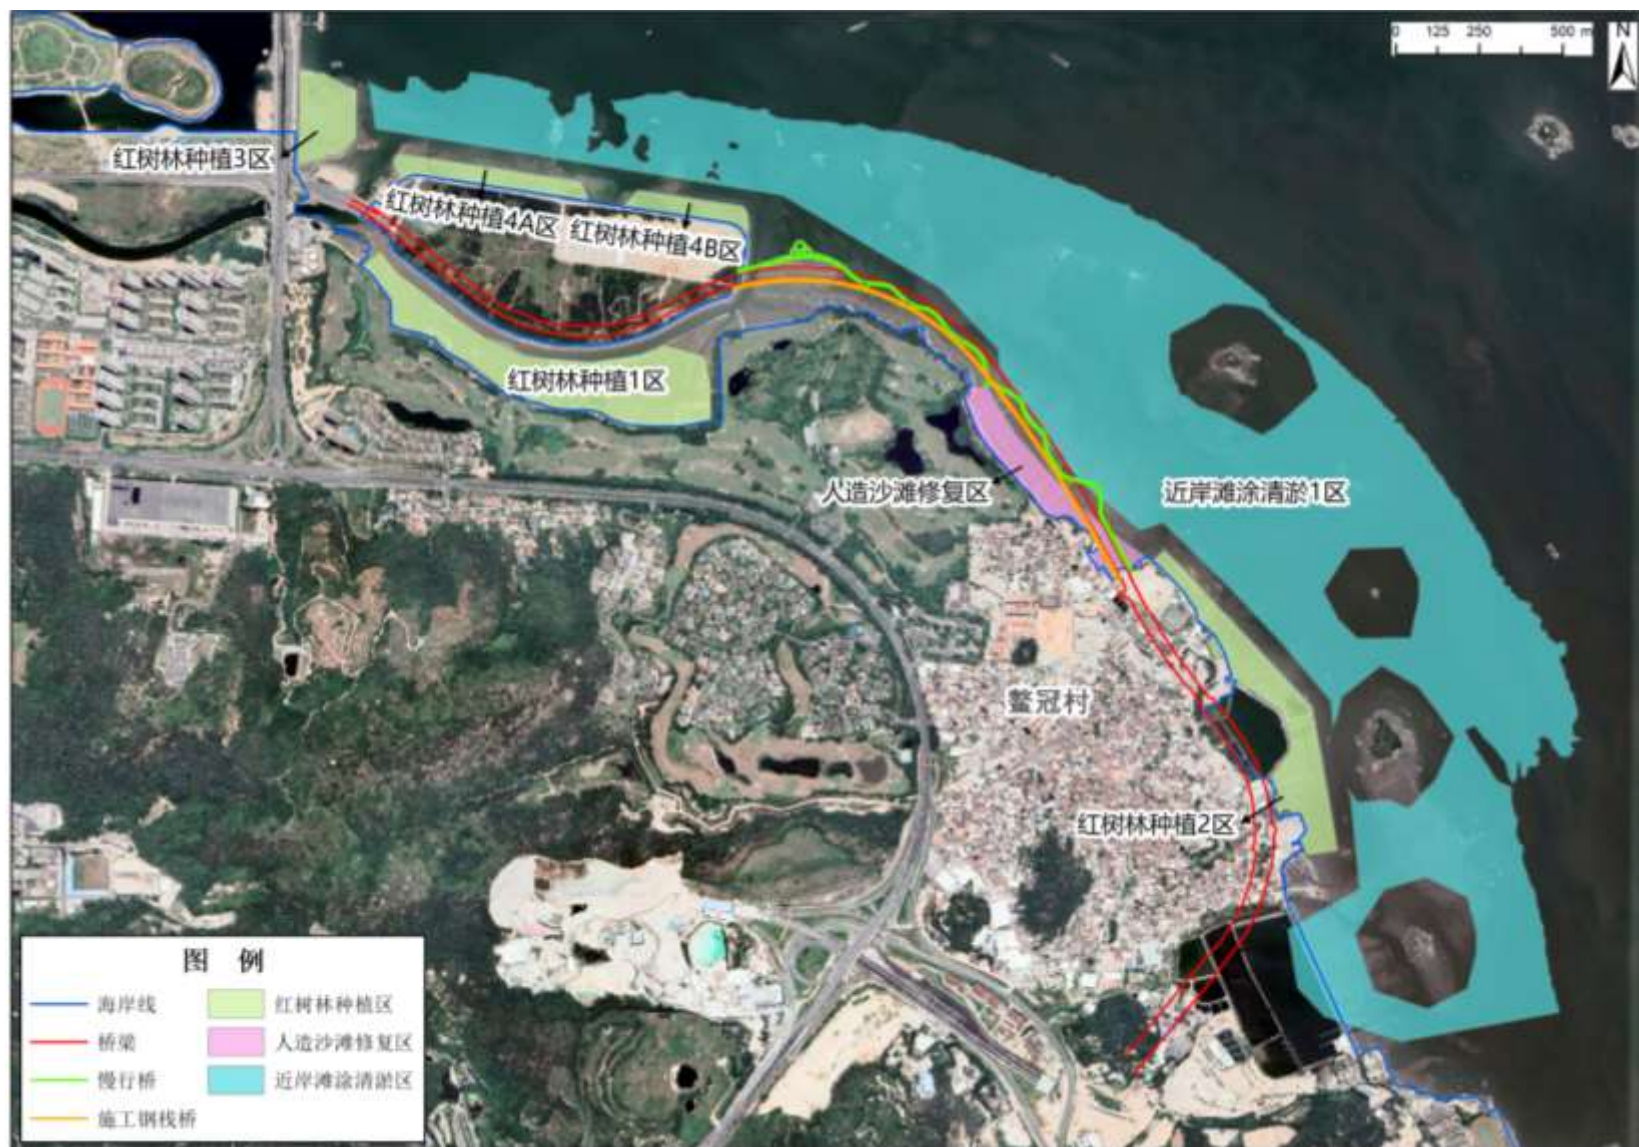 0 125 250 500 m
N
红树林种植3区
红树林种植4A区
红树林种植4B区
红树林种植1区
人造沙滩修复区
近岸滩涂清淤1区
鳌冠村
红树林种植2区
图 例
海岸线
红树林种植区
桥梁
人造沙滩修复区
慢行桥
近岸滩涂清淤区
施工钢栈桥